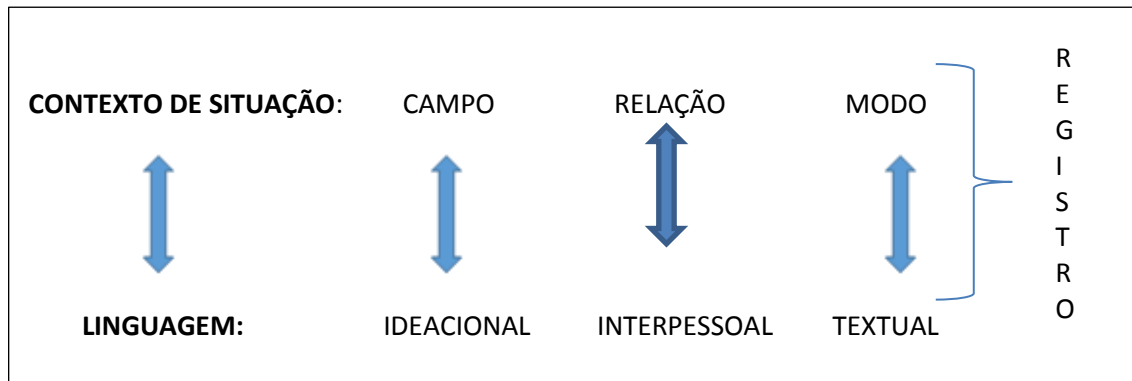 CONTEXTO DE SITUAÇÃO: CAMPO RELAÇÃO MODO
LINGUAGEM: IDEACIONAL INTERPESSOAL TEXTUAL
R
E
G
I
S
T
R
O